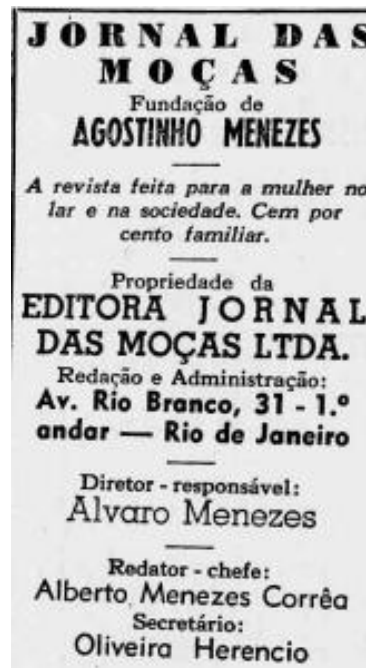 JORNAL DAS
MOÇAS
Fundação de
AGOSTINHO MENEZES
A revista feita para a mulher no
lar e na sociedade. Cem por
cento familiar.
Propriedade da
EDITORA JORNAL
DAS MOÇAS LTDA.
Redação e Administração:
Av. Rio Branco, 31 - 1.º
andar — Rio de Janeiro
Diretor - responsável:
Alvaro Menezes
Redator - chefe:
Alberto Menezes Corrêa
Secretário:
Oliveira Herencio